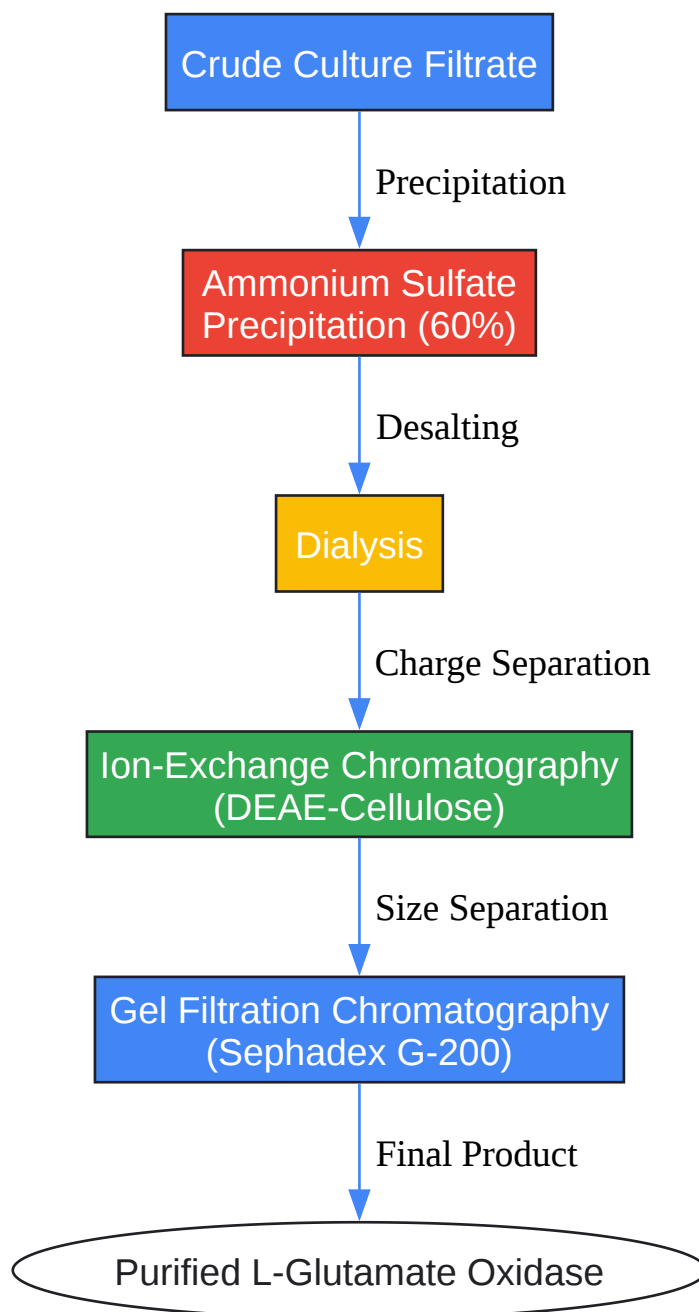 Crude Culture Filtrate
Precipitation
Ammonium Sulfate
Precipitation (60%)
Desalting
Dialysis
Charge Separation
Ion-Exchange Chromatography
(DEAE-Cellulose)
Size Separation
Gel Filtration Chromatography
(Sephadex G-200)
Final Product
Purified L-Glutamate Oxidase